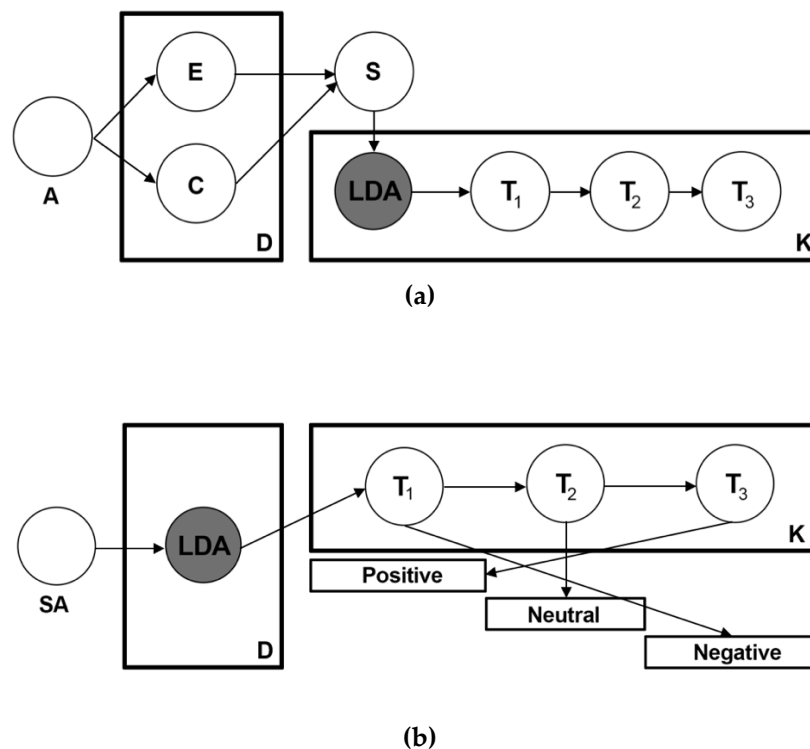 E
S
A
C
LDA
T1
T2
T3
D
K
(a)
SA
LDA
T1
T2
T3
D
K
Positive
Neutral
Negative
(b)